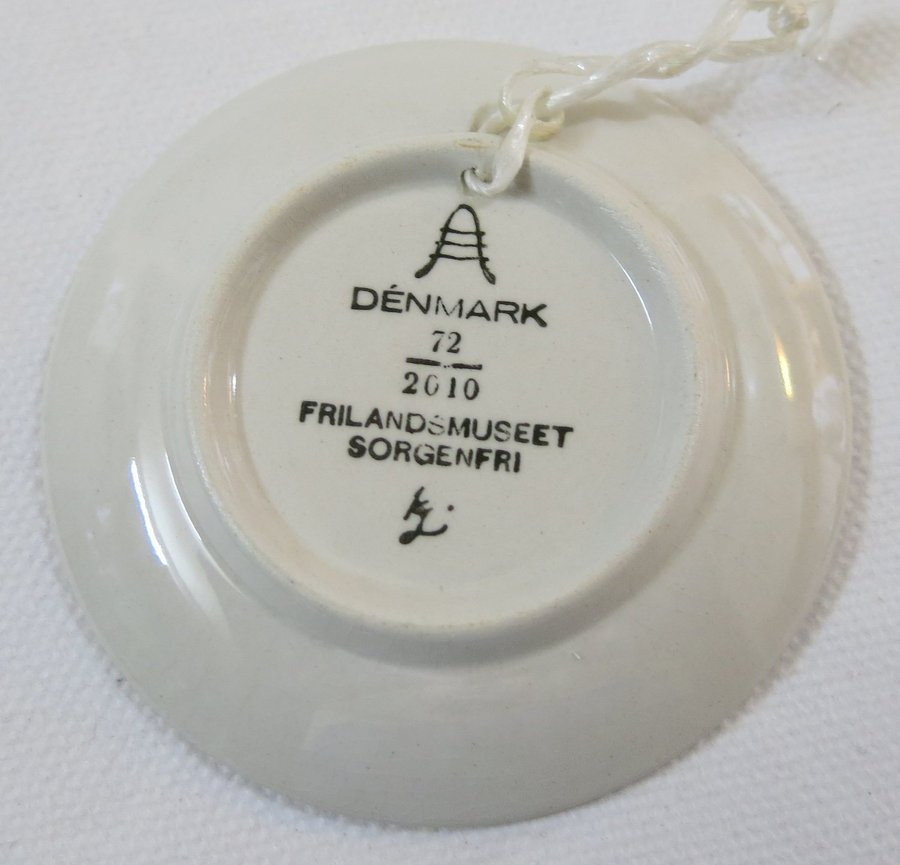 DÉNMARK
72
2010
FRILANDSMUSEET
SORGENFRI